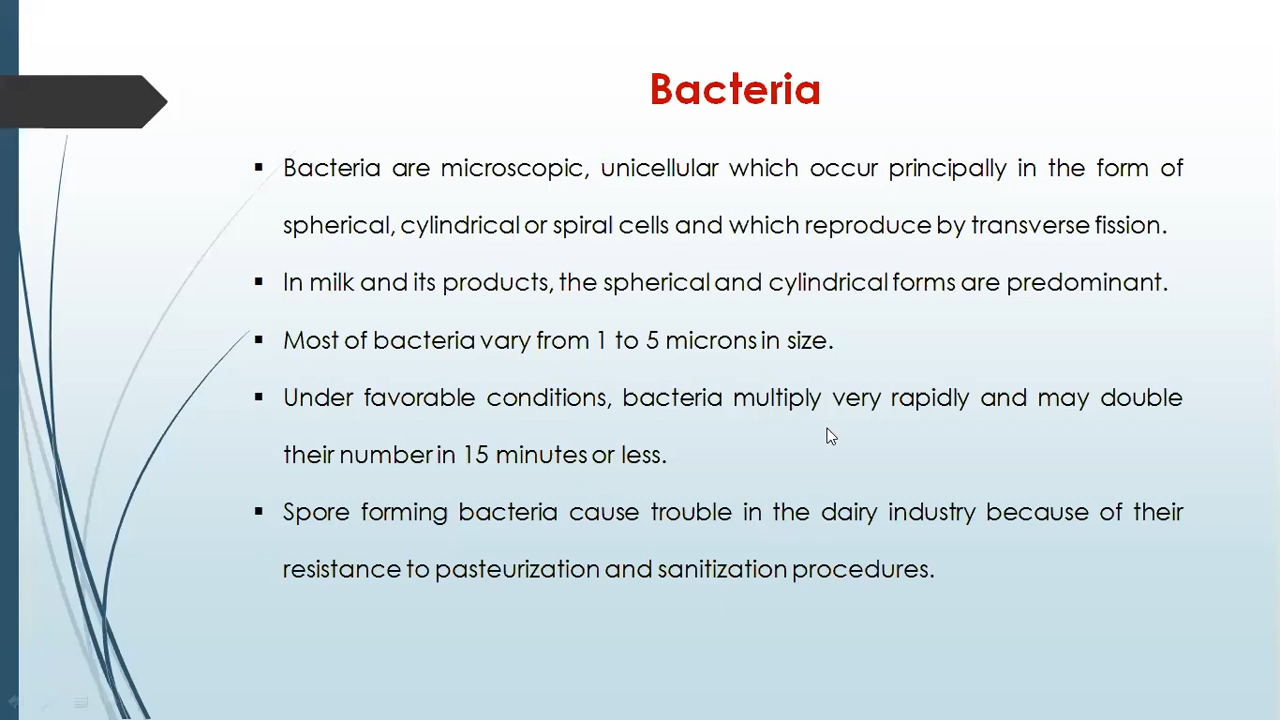 Bacteria
▪ Bacteria are microscopic, unicellular which occur principally in the form of
spherical, cylindrical or spiral cells and which reproduce by transverse fission.
▪ In milk and its products, the spherical and cylindrical forms are predominant.
▪ Most of bacteria vary from 1 to 5 microns in size.
▪ Under favorable conditions, bacteria multiply very rapidly and may double
their number in 15 minutes or less.
▪ Spore forming bacteria cause trouble in the dairy industry because of their
resistance to pasteurization and sanitization procedures.